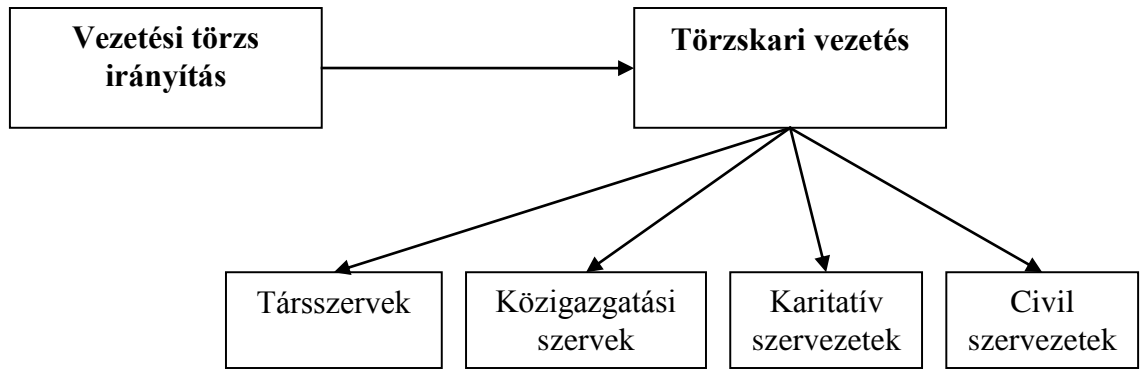 Vezetési törzs
irányítás
Törzskari vezetés
Társszervek
Közigazgatási
szervek
Karitatív
szervezetek
Civil
szervezetek